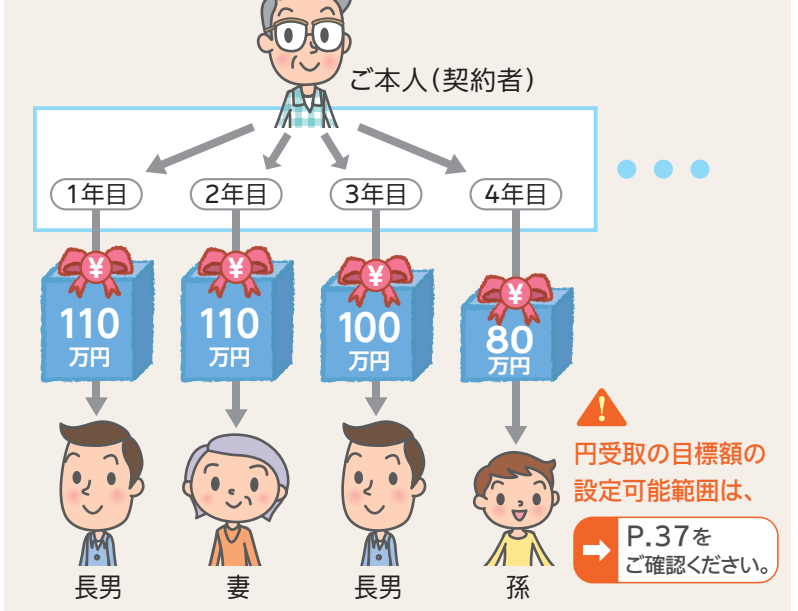 ご本人(契約者)
1年目
2年目
3年目
4年目
¥
110
万円
¥
110
万円
¥
100
万円
¥
80
万円
長男
妻
長男
孫
!
円受取の目標額の
設定可能範囲は、
P.37を
ご確認ください。